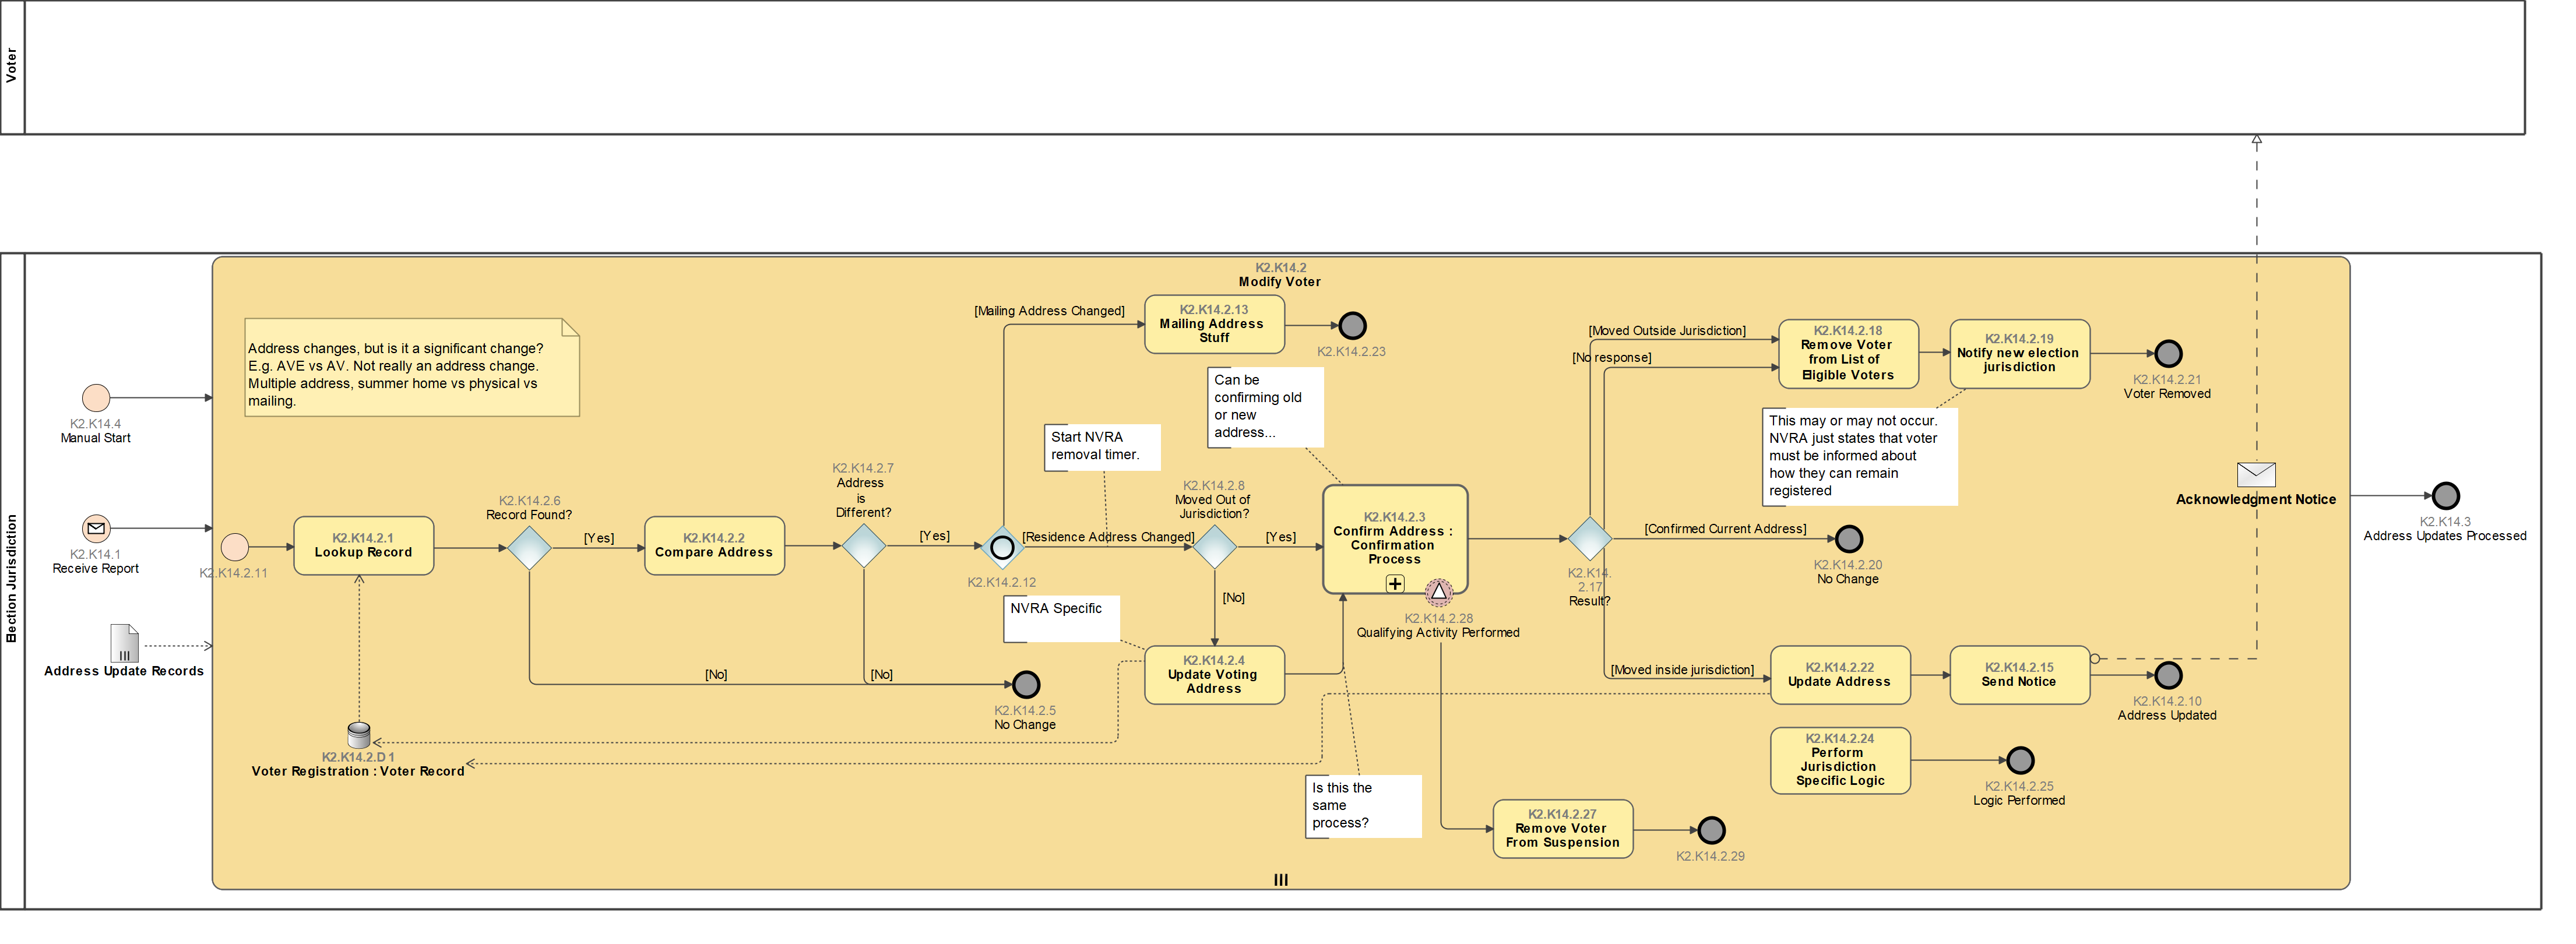 Voter
Election Jurisdiction
K2.K14.2
Modify Voter
Address changes, but is it a significant change?
E.g. AVE vs AV. Not really an address change.
Multiple address, summer home vs physical vs
mailing.
K2.K14.4
Manual Start
K2.K14.1
Receive Report
Address Update Records
K2.K14.2.11
K2.K14.2.1
Lookup Record
K2.K14.2.6
Record Found?
[Yes]
[No]
K2.K14.2.2
Compare Address
K2.K14.2.7
Address
is
Different?
[Yes]
[No]
K2.K14.2.5
No Change
K2.K14.2.D 1
Voter Registration : Voter Record
K2.K14.2.12
[Mailing Address Changed]
K2.K14.2.13
Mailing Address
Stuff
K2.K14.2.23
Start NVRA
removal timer.
[Residence Address Changed]
K2.K14.2.8
Moved Out of
Jurisdiction?
[Yes]
[No]
NVRA Specific
K2.K14.2.4
Update Voting
Address
Can be
confirming old
or new
address...
K2.K14.2.3
Confirm Address :
Confirmation
Process
K2.K14.2.28
Qualifying Activity Performed
Is this the
same
process?
K2.K14.2.27
Remove Voter
From Suspension
K2.K14.2.29
K2.K14.
2.17
Result?
[Moved Outside Jurisdiction]
[No response]
K2.K14.2.18
Remove Voter
from List of
Eligible Voters
K2.K14.2.19
Notify new election
jurisdiction
K2.K14.2.21
Voter Removed
This may or may not occur.
NVRA just states that voter
must be informed about
how they can remain
registered
[Confirmed Current Address]
K2.K14.2.20
No Change
[Moved inside jurisdiction]
K2.K14.2.22
Update Address
K2.K14.2.15
Send Notice
K2.K14.2.10
Address Updated
K2.K14.2.24
Perform
Jurisdiction
Specific Logic
K2.K14.2.25
Logic Performed
Acknowledgment Notice
K2.K14.3
Address Updates Processed